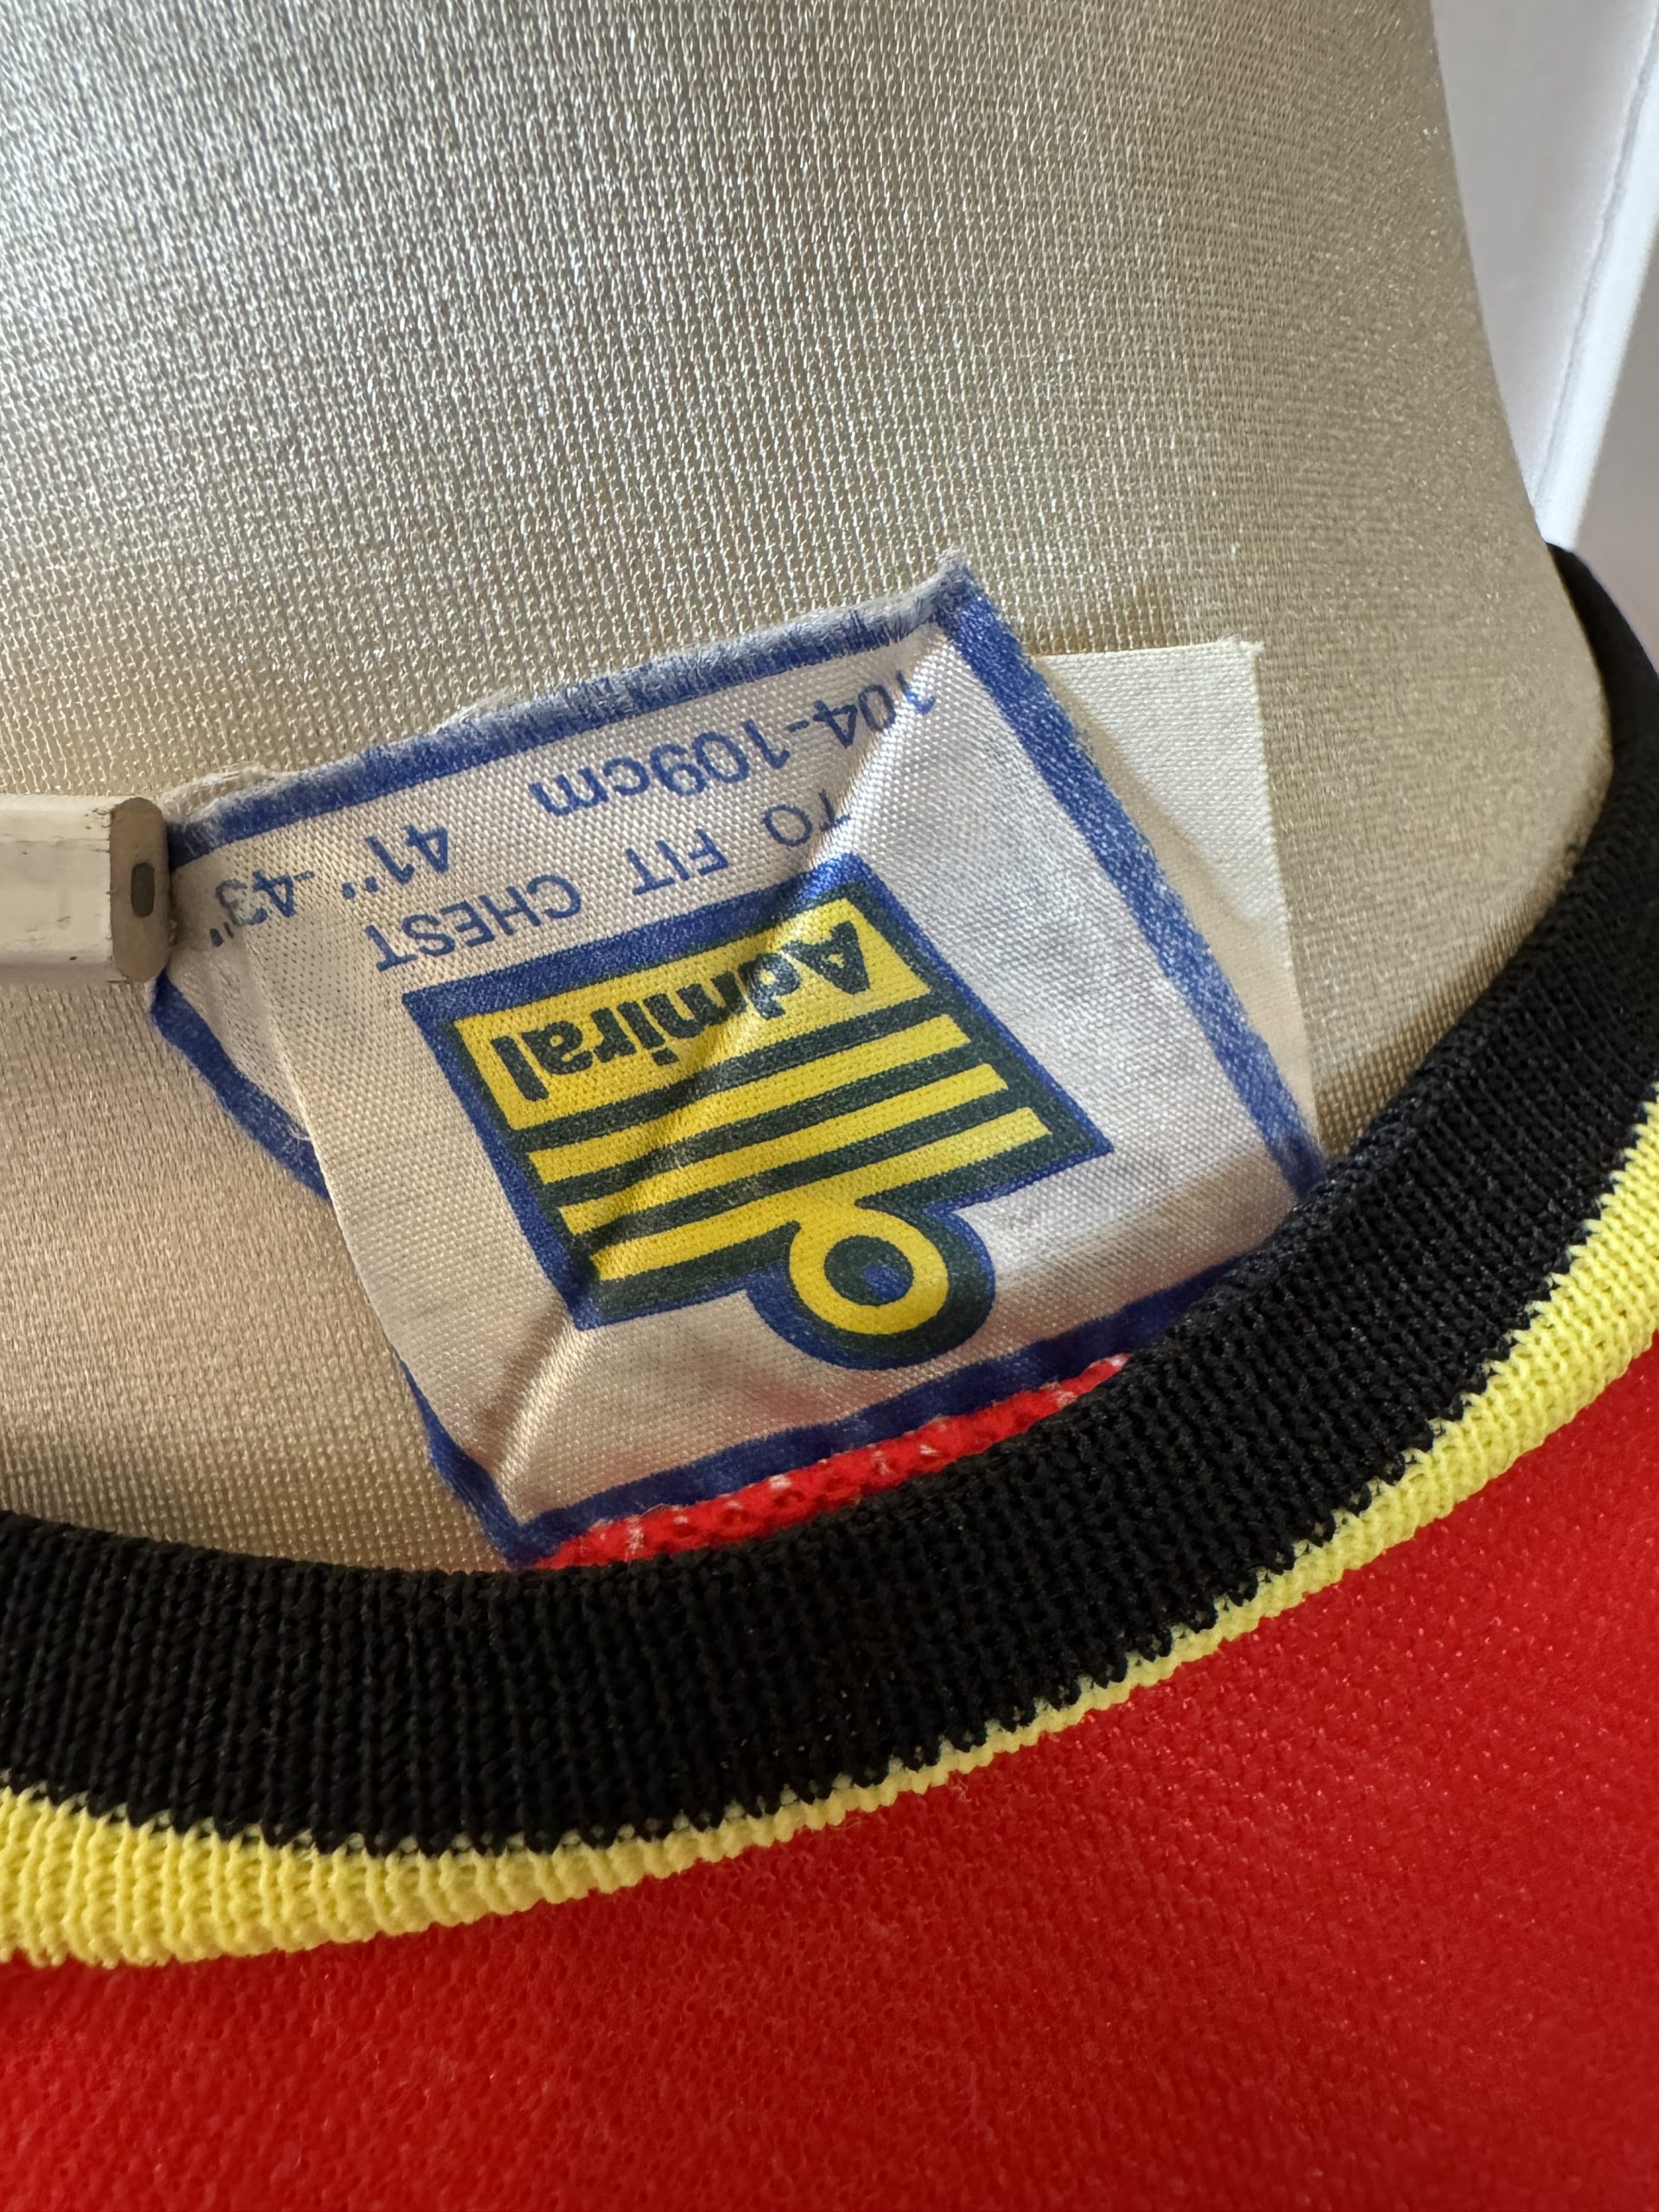 Admiral
TO FIT CHEST
104-109cm 41"-43"